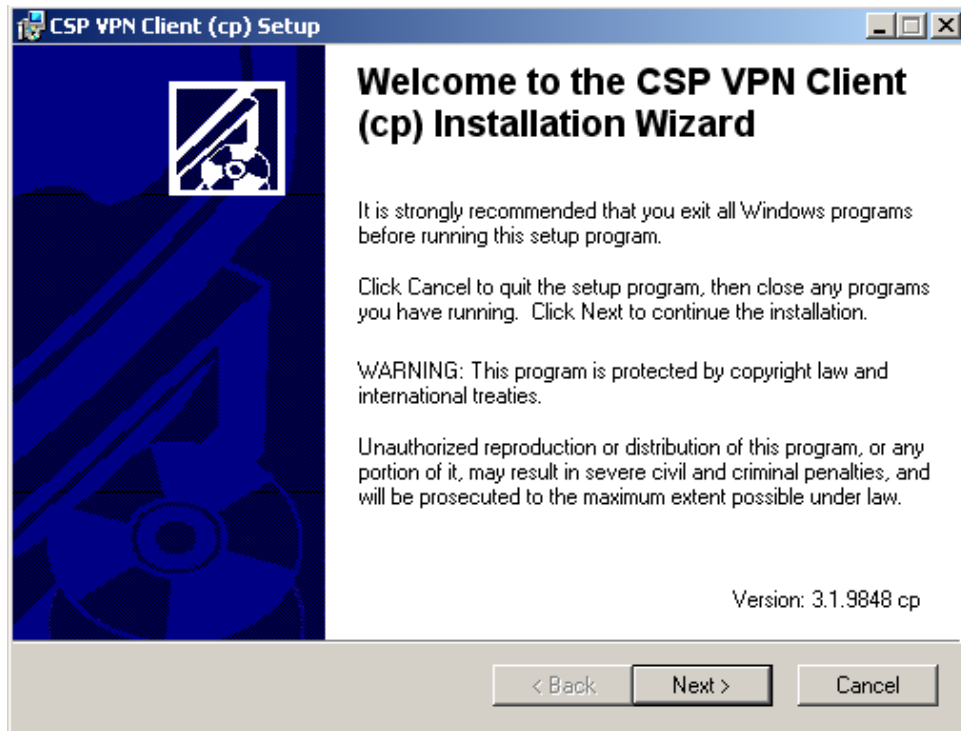 CSP VPN Client (cp) Setup
Welcome to the CSP VPN Client
(cp) Installation Wizard
It is strongly recommended that you exit all Windows programs
before running this setup program.
Click Cancel to quit the setup program, then close any programs
you have running.  Click Next to continue the installation.
WARNING: This program is protected by copyright law and
international treaties.
Unauthorized reproduction or distribution of this program, or any
portion of it, may result in severe civil and criminal penalties, and
will be prosecuted to the maximum extent possible under law.
Version: 3.1.9848 cp
< Back
Next >
Cancel